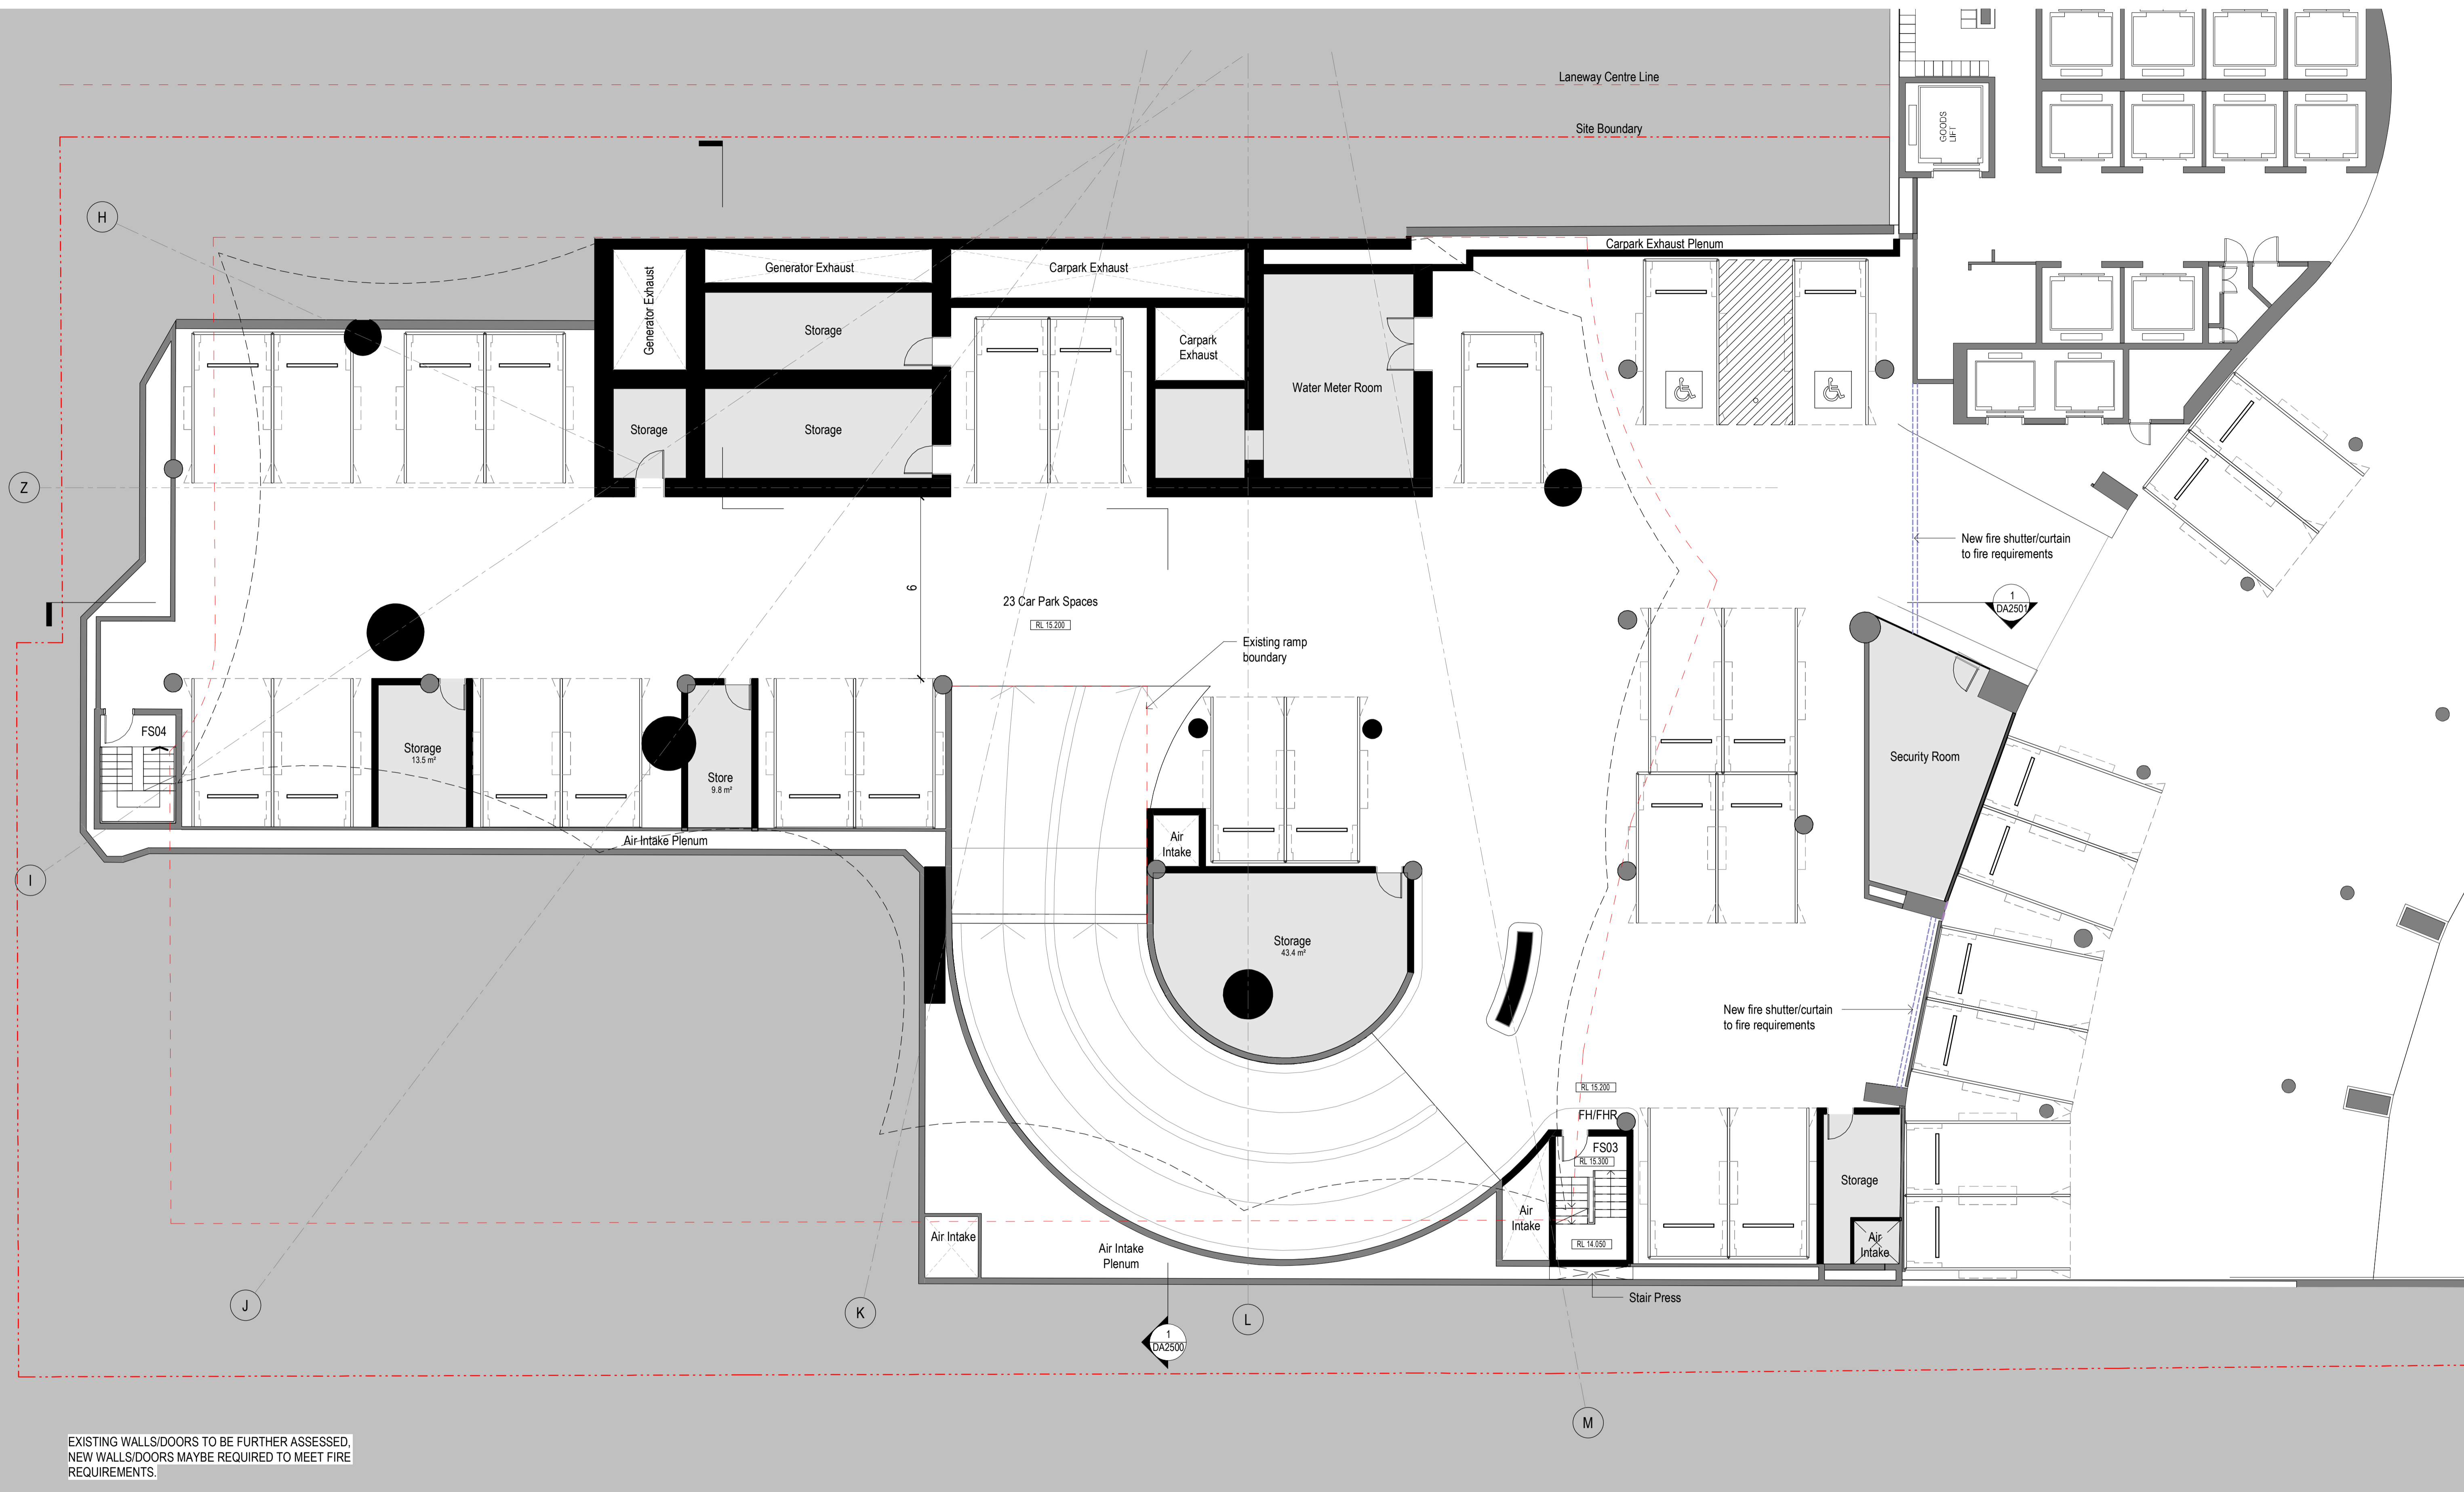 Laneway Centre Line
Site Boundary
GOODS
LIFT
H
Carpark Exhaust Plenum
Generator Exhaust
Generator Exhaust
Carpark Exhaust
Storage
Carpark
Exhaust
Water Meter Room
Storage
Storage
Z
New fire shutter/curtain
to fire requirements
6
23 Car Park Spaces
RL 15.200
1
DA2501
Existing ramp
boundary
FS04
Storage
13.5 m²
Store
9.8 m²
Security Room
Air Intake Plenum
Air
Intake
I
Storage
43.4 m²
New fire shutter/curtain
to fire requirements
RL 15.200
FH/FHR
FS03
RL 15.300
Storage
Air
Intake
Air Intake
Air
Intake
RL 14.050
Air Intake
Plenum
Stair Press
J
K
L
1
DA2500
M
EXISTING WALLS/DOORS TO BE FURTHER ASSESSED,
NEW WALLS/DOORS MAYBE REQUIRED TO MEET FIRE
REQUIREMENTS.